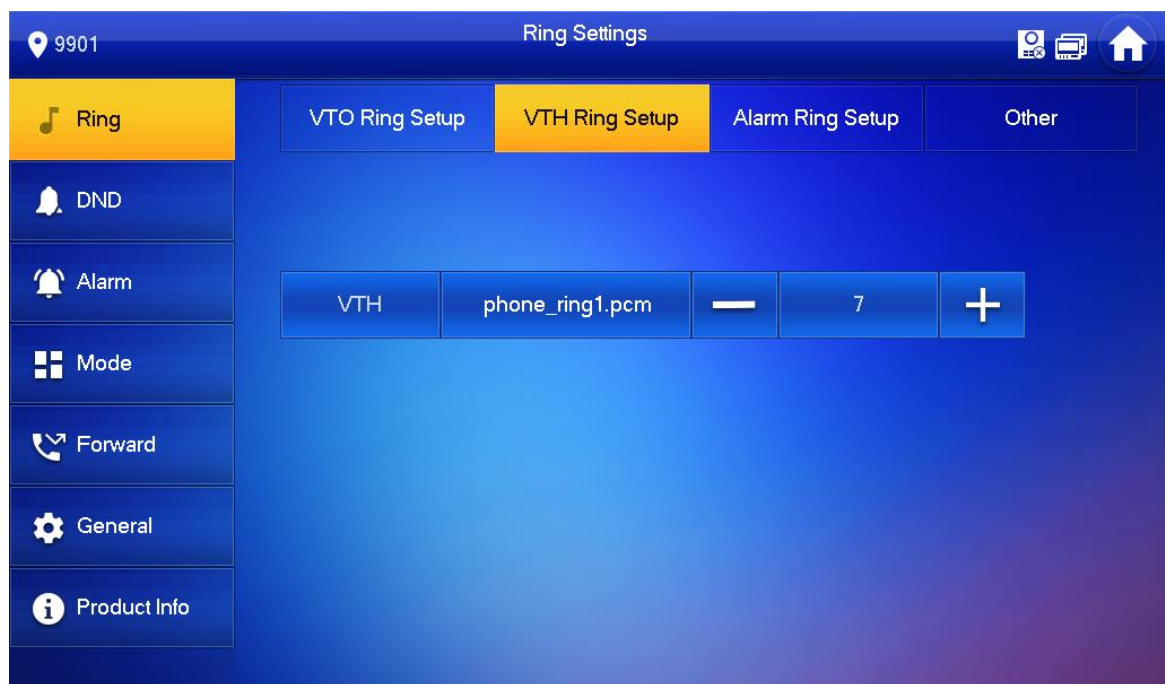 9901
Ring Settings
Ring
DND
Alarm
Mode
Forward
General
Product Info
VTO Ring Setup
VTH Ring Setup
Alarm Ring Setup
Other
VTH
phone_ring1.pcm
7